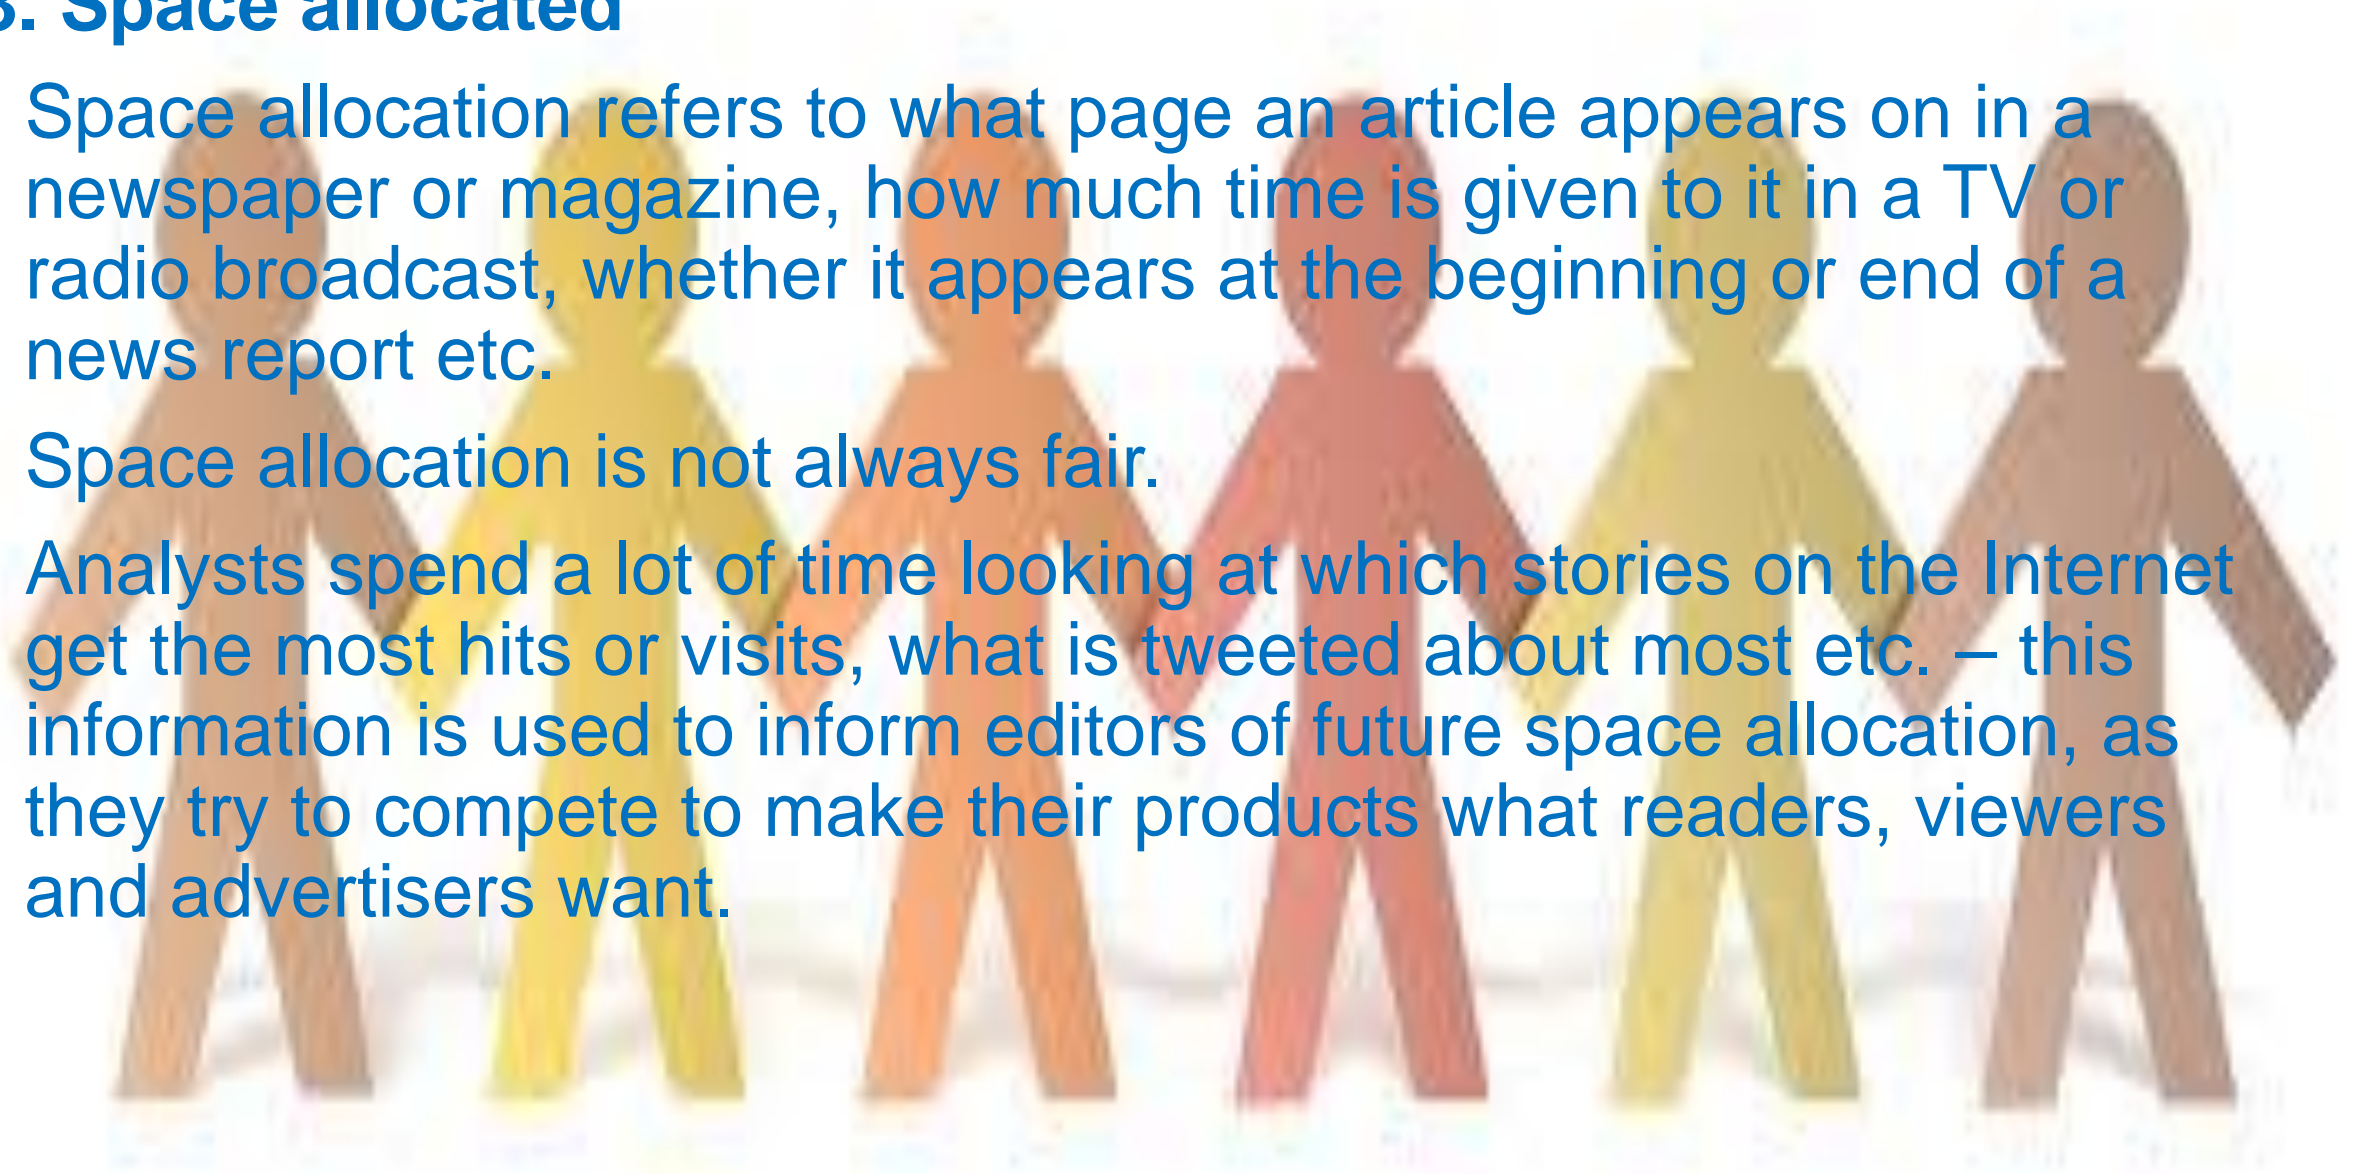 3. Space allocated
Space allocation refers to what page an article appears on in a
newspaper or magazine, how much time is given to it in a TV or
radio broadcast, whether it appears at the beginning or end of a
news report etc.
Space allocation is not always fair.
Analysts spend a lot of time looking at which stories on the Internet
get the most hits or visits, what is tweeted about most etc. – this
information is used to inform editors of future space allocation, as
they try to compete to make their products what readers, viewers
and advertisers want.